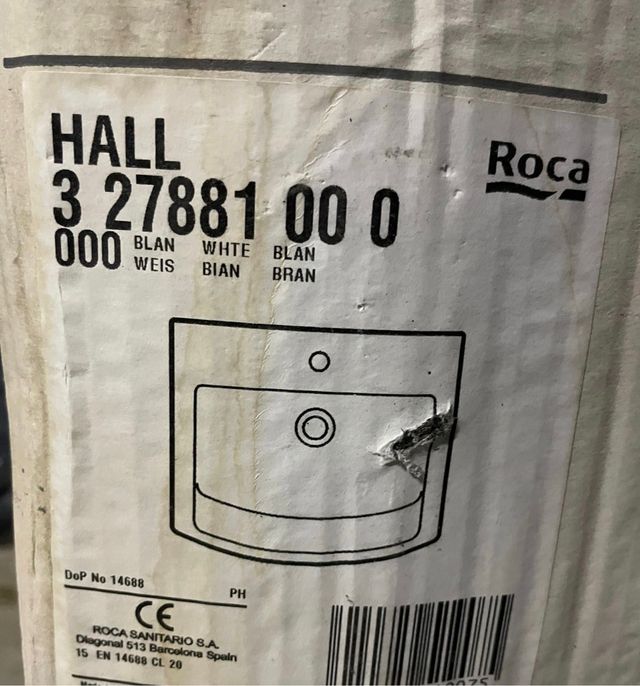 HALL
Roca
3 27881 00 0
000 BLAN WHTE BLAN
WEIS BIAN BRAN
DoP No 14688
PH
CE
ROCA SANITARIO S.A.
Diagonal 513 Barcelona Spain
15 EN 14688 CL 20